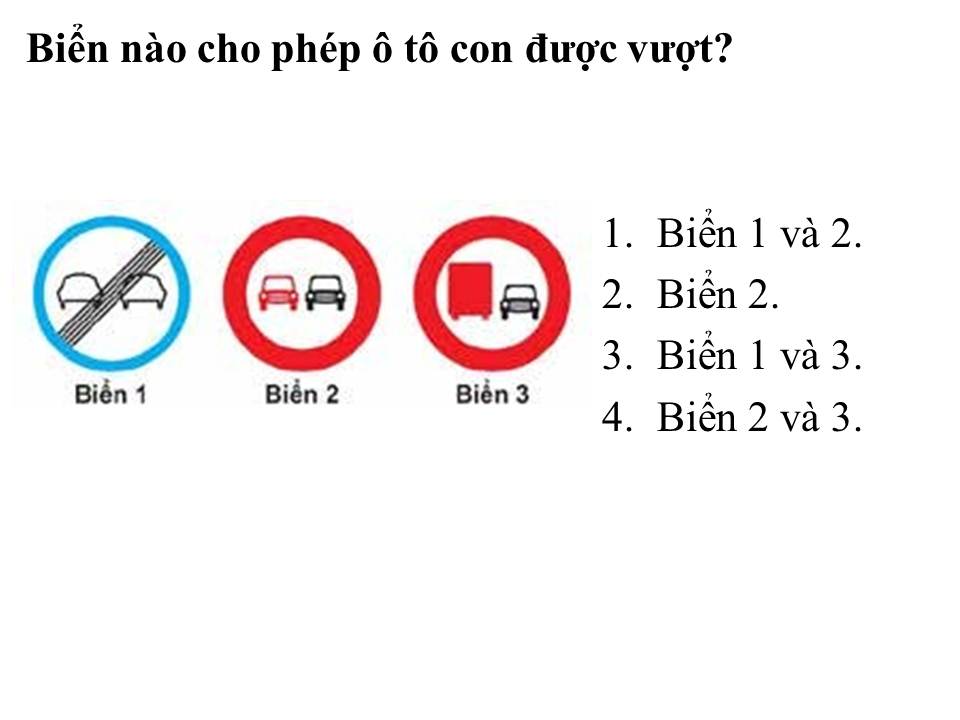 Biển nào cho phép ô tô con được vượt?
1. Biển 1 và 2.
2. Biển 2.
3. Biển 1 và 3.
4. Biển 2 và 3.
Biển 1
Biển 2
Biển 3